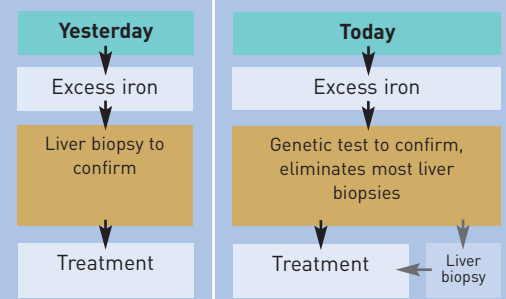 Yesterday
Excess iron
Liver biopsy to
confirm
Treatment
Today
Excess iron
Genetic test to confirm,
eliminates most liver
biopsies
Treatment
Liver
biopsy